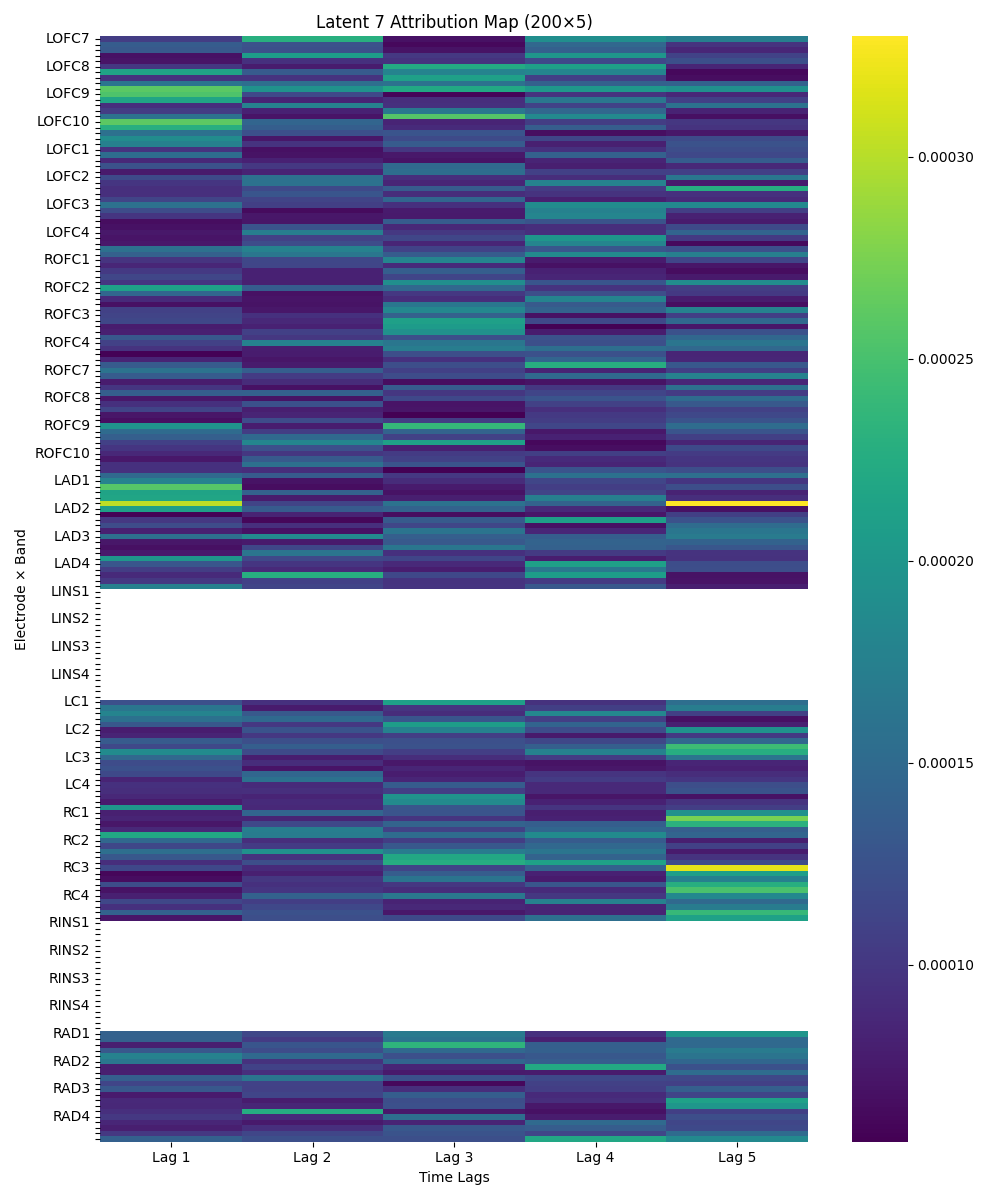 Latent 7 Attribution Map (200×5)
LOFC7
LOFC8
LOFC9
LOFC10
LOFC1
LOFC2
LOFC3
LOFC4
ROFC1
ROFC2
ROFC3
ROFC4
ROFC7
ROFC8
ROFC9
ROFC10
LAD1
LAD2
LAD3
LAD4
LINS1
LINS2
LINS3
LINS4
LC1
LC2
LC3
LC4
RC1
RC2
RC3
RC4
RINS1
RINS2
RINS3
RINS4
RAD1
RAD2
RAD3
RAD4
Electrode × Band
Lag 1 Lag 2 Lag 3 Lag 4 Lag 5
Time Lags
0.00030
0.00025
0.00020
0.00015
0.00010